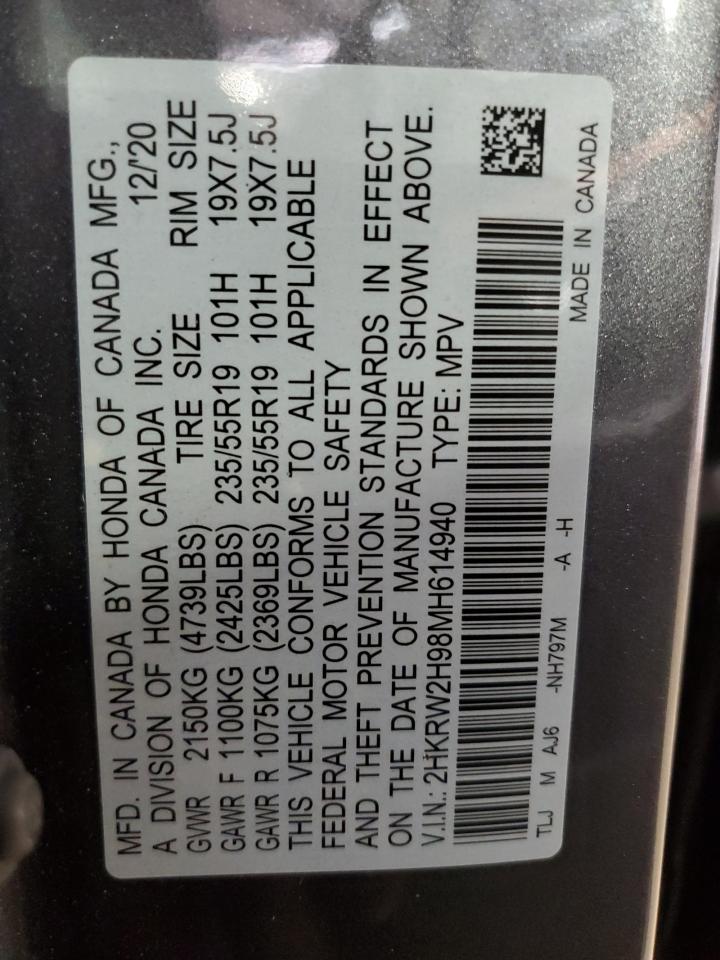 MFD. IN CANADA BY HONDA OF CANADA MFG.,
A DIVISION OF HONDA CANADA INC. 12/'20
GVWR 2150KG (4739LBS) TIRE SIZE RIM SIZE
GAWR F 1100KG (2425LBS) 235/55R19 101H 19X7.5J
GAWR R 1075KG (2369LBS) 235/55R19 101H 19X7.5J
THIS VEHICLE CONFORMS TO ALL APPLICABLE
FEDERAL MOTOR VEHICLE SAFETY
AND THEFT PREVENTION STANDARDS IN EFFECT
ON THE DATE OF MANUFACTURE SHOWN ABOVE.
V.I.N.: 2HKRW2H98MH614940 TYPE: MPV
TLJ M AJ6 -NH797M -A -H MADE IN CANADA